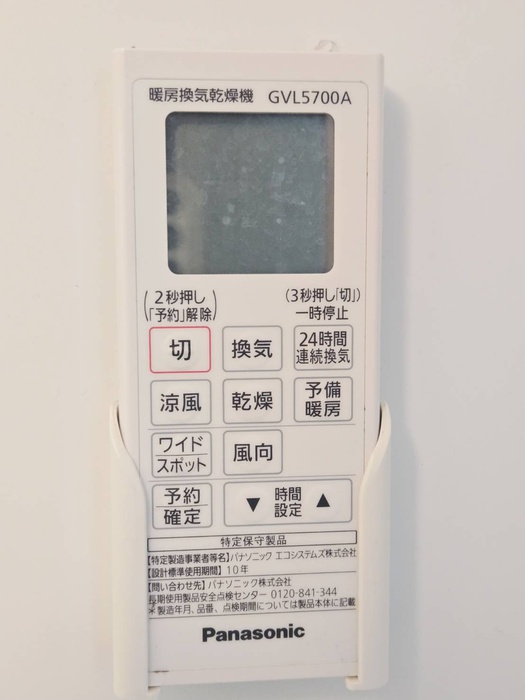 暖房換気乾燥機 GVL5700A
(2秒押し
「予約」解除)
(3秒押し「切」)
一時停止
切
換気
24時間
連続換気
涼風
乾燥
予備
暖房
ワイド
スポット
風向
予約
確定
▼ 時間
設定 ▲
特定保守製品
【特定製造事業者等名】パナソニック エコシステムズ株式会社
【設計標準使用期間】10年
【問い合わせ先】パナソニック株式会社
長期使用製品安全点検センター 0120-841-344
＊製造年月、品番、点検期間については製品本体に記載
Panasonic